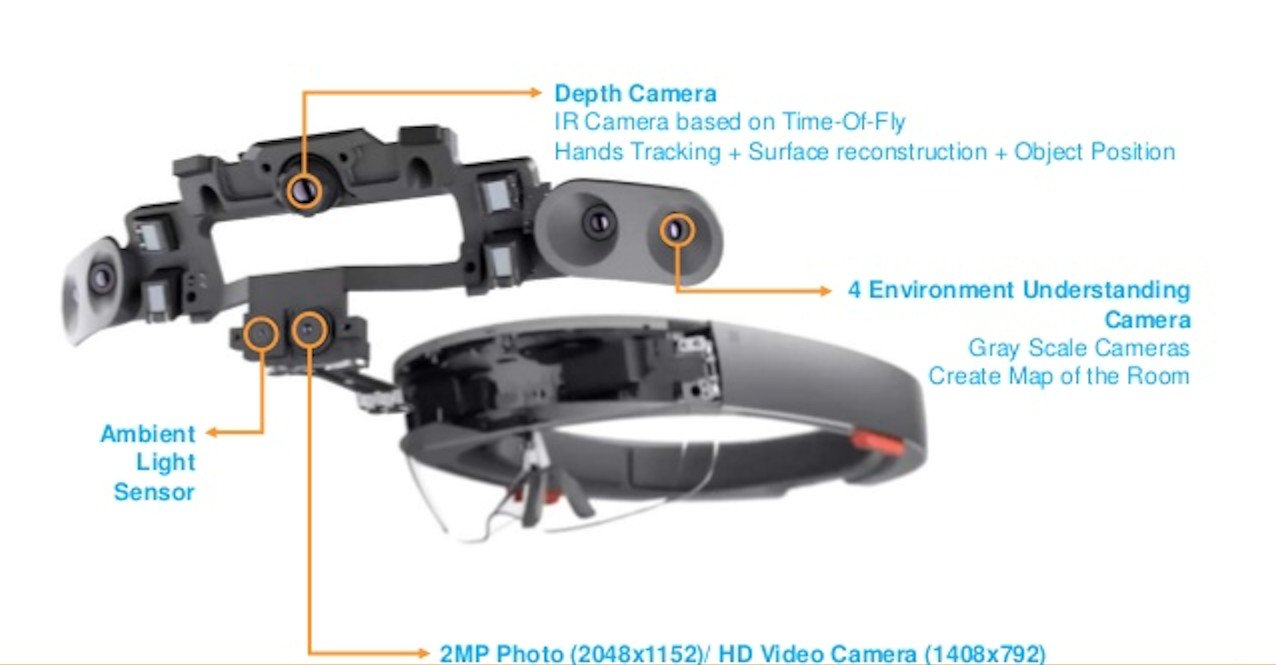 Depth Camera
IR Camera based on Time-Of-Fly
Hands Tracking + Surface reconstruction + Object Position
4 Environment Understanding
Camera
Gray Scale Cameras
Create Map of the Room
Ambient
Light
Sensor
2MP Photo (2048x1152)/ HD Video Camera (1408x792)